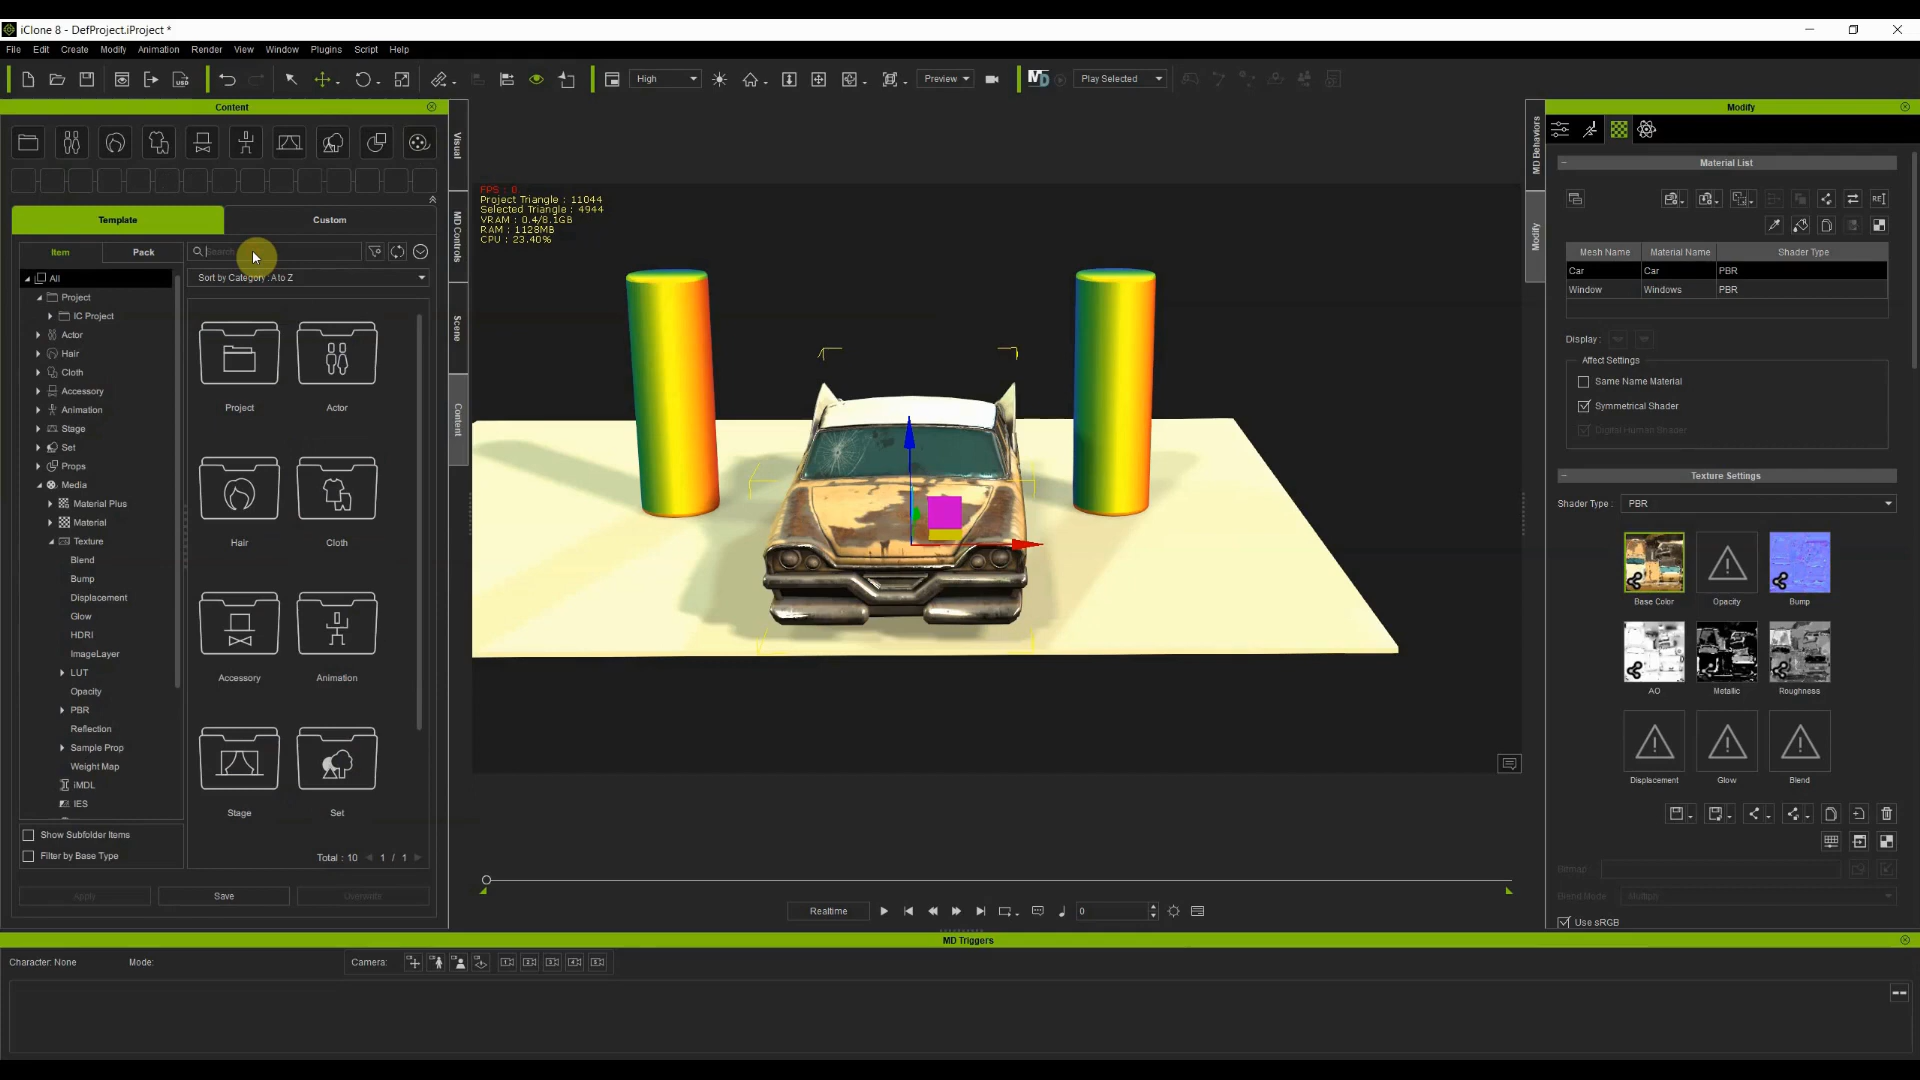 iClone 8 - DefProject.iProject *
File Edit Create Modify Animation Render View Window Plugins Script Help
High Preview MD Play Selected
Content
Template Custom
Item Pack Search
Sort by Category : A to Z
All
Project
IC Project
Actor
Hair
Cloth
Accessory
Animation
Stage
Set
Props
Media
Material Plus
Material
Texture
Blend
Bump
Displacement
Glow
HDRI
ImageLayer
LUT
Opacity
PBR
Reflection
Sample Prop
Weight Map
iMDL
IES
Project Actor
Hair Cloth
Accessory Animation
Stage Set
Show Subfolder Items
Filter by Base Type
Total : 10 1 / 1
Apply Save Overwrite
Visual
MD Controls
Scene
Content
FPS : 0
Project Triangle : 11044
Selected Triangle : 4944
VRAM : 0.4/8.1GB
RAM : 1128MB
CPU : 23.40%
Realtime 0
MD Behaviors
Modify
Modify
Material List
Mesh Name Material Name Shader Type
Car Car PBR
Window Windows PBR
Display :
Affect Settings
Same Name Material
Symmetrical Shader
Digital Human Shader
Texture Settings
Shader Type : PBR
Base Color Opacity Bump
AO Metallic Roughness
Displacement Glow Blend
Bitmap
Blend Mode Multiply
Use sRGB
MD Triggers
Character: None Mode: Camera: